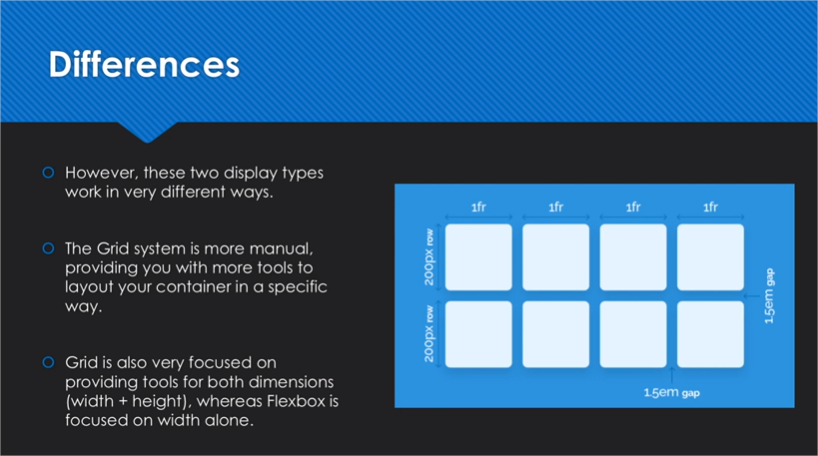 Differences
However, these two display types
work in very different ways.
The Grid system is more manual,
providing you with more tools to
layout your container in a specific
way.
Grid is also very focused on
providing tools for both dimensions
(width + height), whereas Flexbox is
focused on width alone.
1fr 1fr 1fr 1fr
200px row
200px row
1.5em gap
1.5em gap